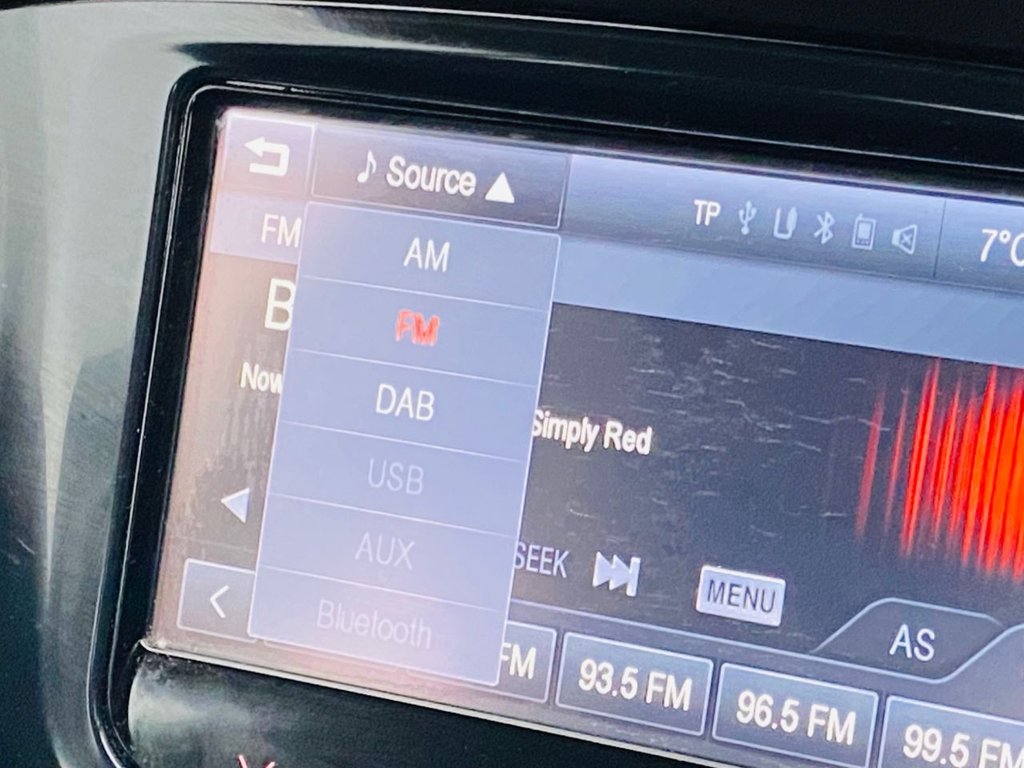 Source
TP
7°C
FM
AM
FM
B
DAB
Now
Simply Red
USB
AUX
SEEK
MENU
Bluetooth
AS
FM
93.5 FM
96.5 FM
99.5 FM